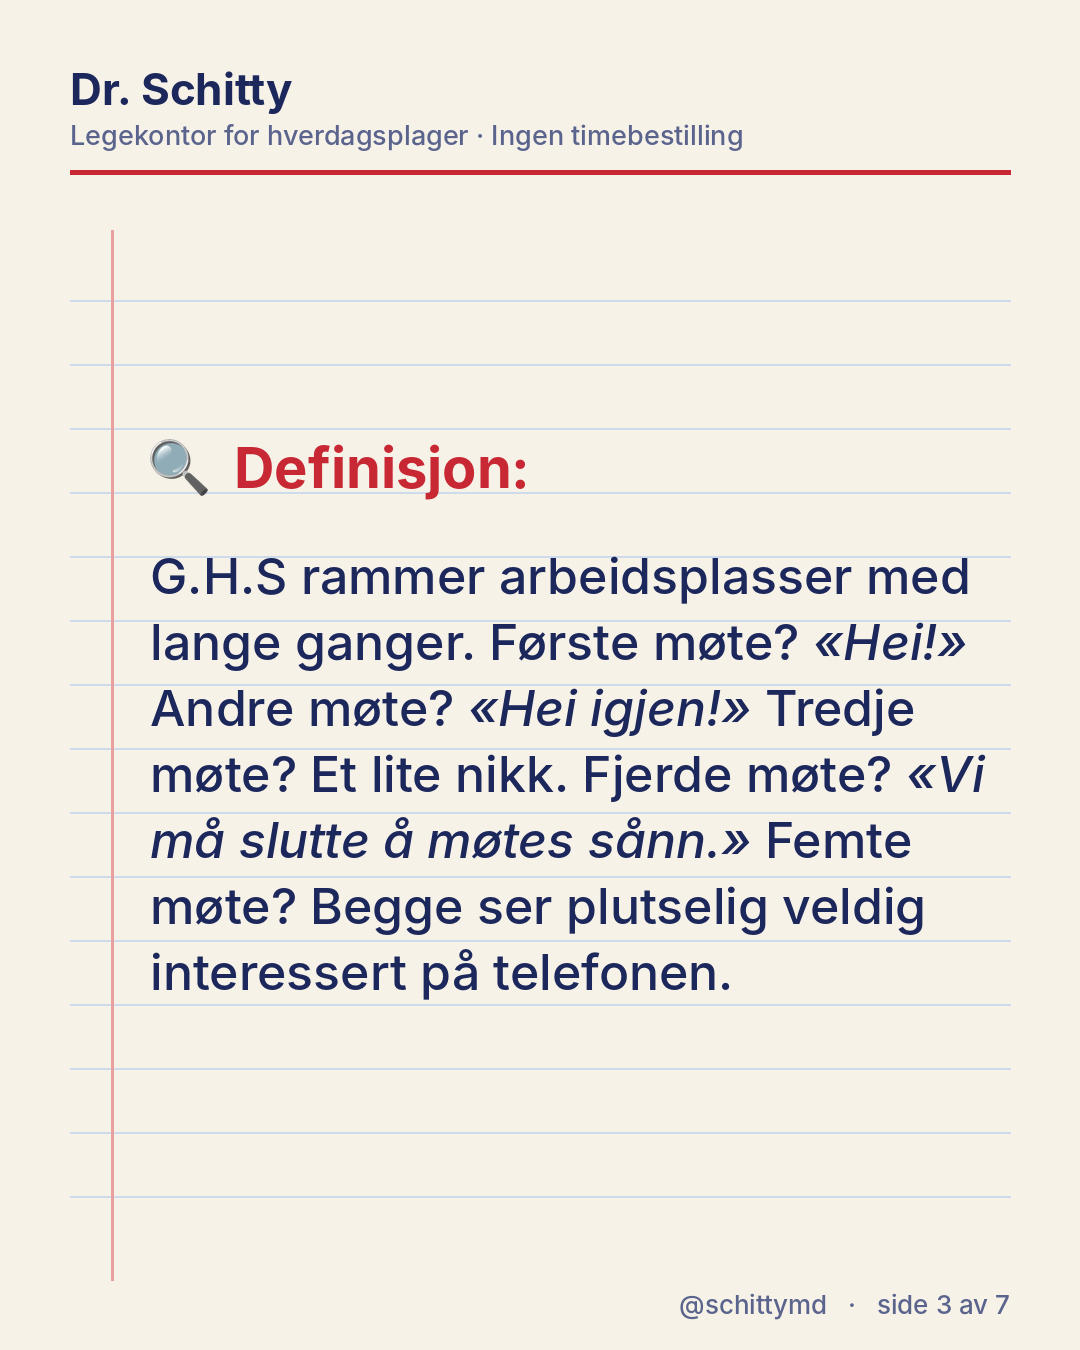 Dr. Schitty
Legekontor for hverdagsplager · Ingen timebestilling
🔍 Definisjon:
G.H.S rammer arbeidsplasser med
lange ganger. Første møte? «Hei!»
Andre møte? «Hei igjen!» Tredje
møte? Et lite nikk. Fjerde møte? «Vi
må slutte å møtes sånn.» Femte
møte? Begge ser plutselig veldig
interessert på telefonen.
@schittymd · side 3 av 7